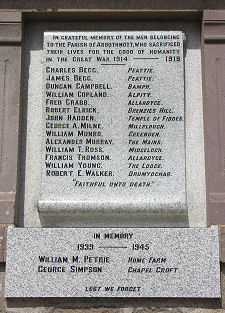 IN GRATEFUL MEMORY OF THE MEN BELONGING
TO THE PARISH OF ARBUTHNOTT, WHO SACRIFICED
THEIR LIVES FOR THE GOOD OF HUMANITY
IN THE GREAT WAR 1914 — 1919
CHARLES BEGG. PEATTIE.
JAMES BEGG. PEATTIE.
DUNCAN CAMPBELL. BAMFF.
WILLIAM COPLAND. ALPITY.
FRED CRABB. ALLARDYCE.
ROBERT ELRICK. BRENZIES HILL.
JOHN HADDEN. TEMPLE OF FIDDES.
GEORGE A. MILNE. MILLPLOUGH.
WILLIAM MUNRO. CREENDEN.
ALEXANDER MURRAY. THE MAINS.
WILLIAM T. ROSS. MIDDLETON.
FRANCIS THOMSON. ALLARDYCE.
WILLIAM YOUNG. THE LODGE.
ROBERT E. WALKER. DRUMYOCHAR.
"FAITHFUL UNTO DEATH"
IN MEMORY
1939 — 1945
WILLIAM M. PETRIE HOME FARM
GEORGE SIMPSON CHAPEL CROFT
LEST WE FORGET